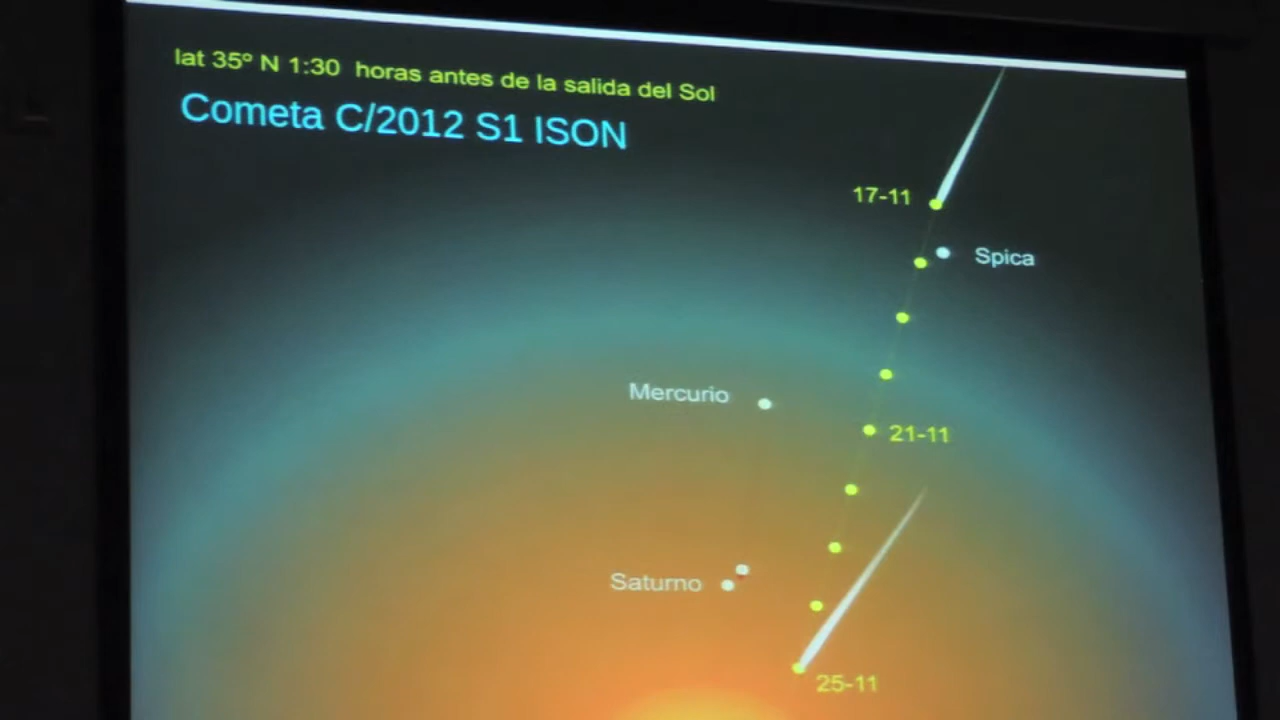 lat 35º N 1:30 horas antes de la salida del Sol
Cometa C/2012 S1 ISON
17-11
Spica
Mercurio
21-11
Saturno
25-11